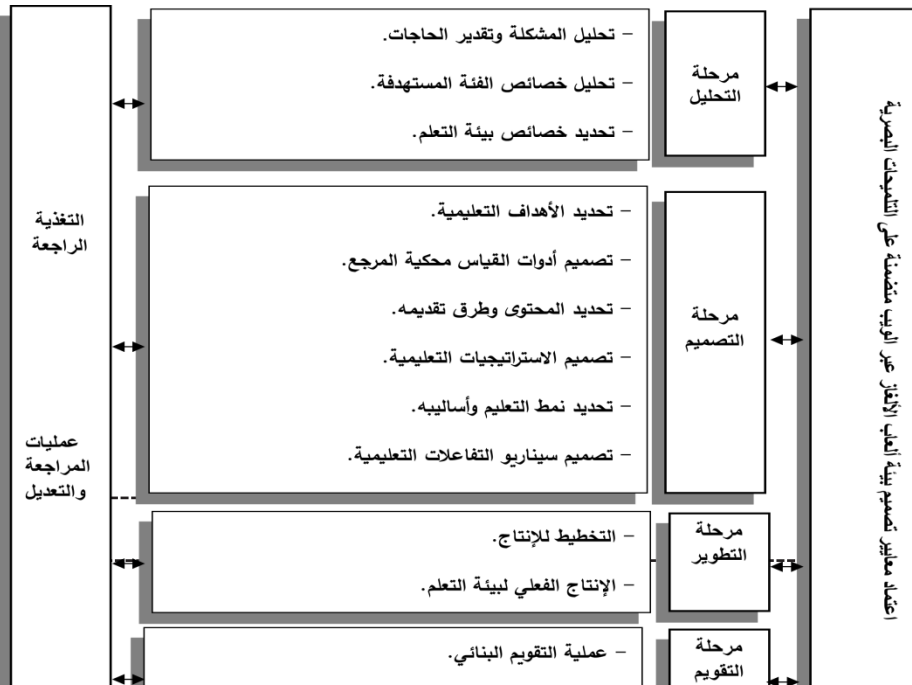 اعتماد معايير تصميم بيئة ألعاب الألغاز عبر الويب متضمنة على التلميحات البصرية
مرحلة
التحليل
– تحليل المشكلة وتقدير الحاجات.
– تحليل خصائص الفئة المستهدفة.
– تحديد خصائص بيئة التعلم.
مرحلة
التصميم
– تحديد الأهداف التعليمية.
– تصميم أدوات القياس محكية المرجع.
– تحديد المحتوى وطرق تقديمه.
– تصميم الاستراتيجيات التعليمية.
– تحديد نمط التعليم وأساليبه.
– تصميم سيناريو التفاعلات التعليمية.
مرحلة
التطوير
– التخطيط للإنتاج.
– الإنتاج الفعلي لبيئة التعلم.
مرحلة
التقويم
– عملية التقويم البنائي.
التغذية
الراجعة
عمليات
المراجعة
والتعديل